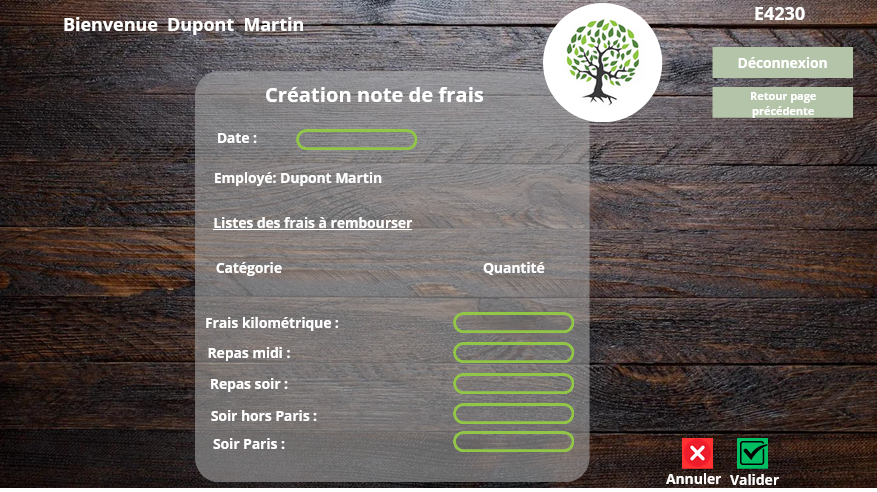 Bienvenue Dupont Martin
E4230
Déconnexion
Retour page
précédente
Création note de frais
Date :
Employé: Dupont Martin
Listes des frais à rembourser
Catégorie Quantité
Frais kilométrique :
Repas midi :
Repas soir :
Soir hors Paris :
Soir Paris :
Annuler Valider